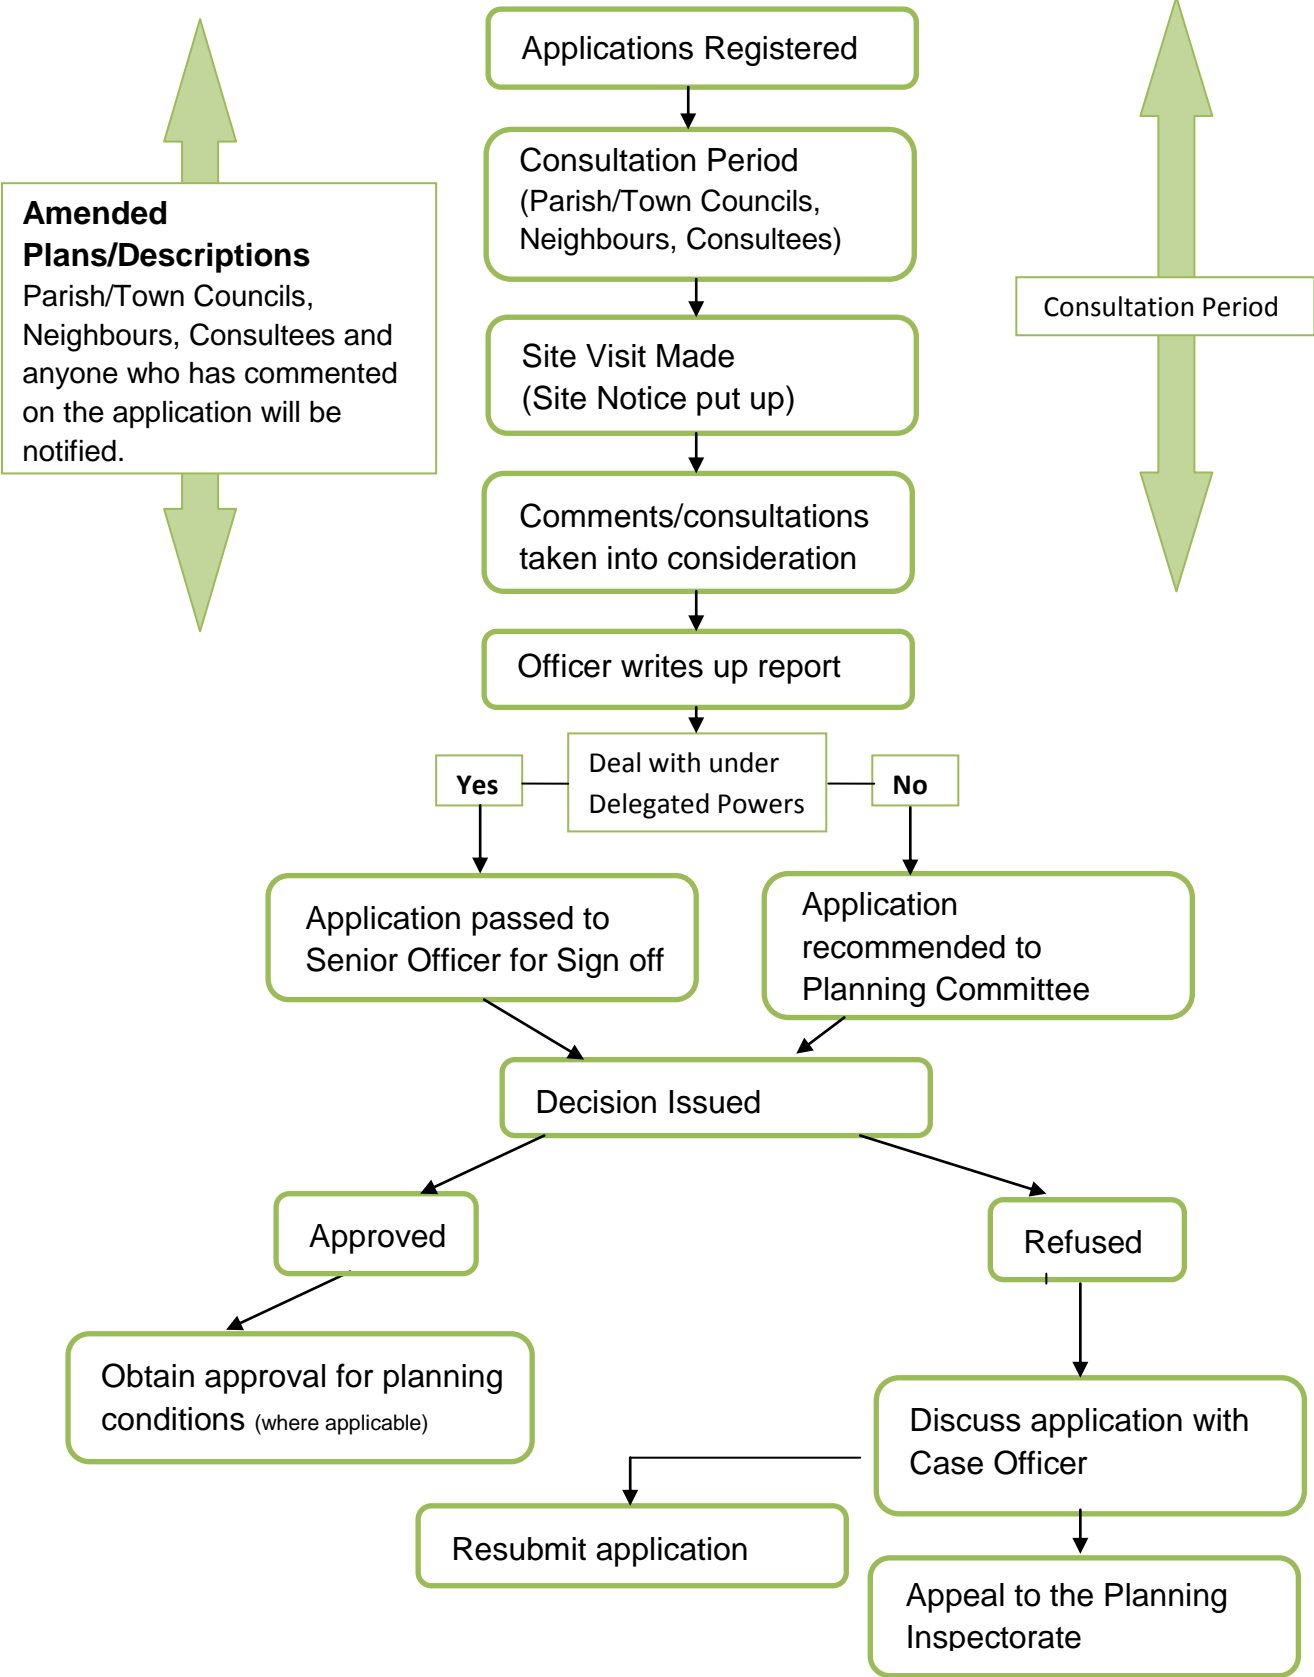 Applications Registered
Consultation Period
(Parish/Town Councils,
Neighbours, Consultees)
Amended
Plans/Descriptions
Parish/Town Councils,
Neighbours, Consultees and
anyone who has commented
on the application will be
notified.
Consultation Period
Site Visit Made
(Site Notice put up)
Comments/consultations
taken into consideration
Officer writes up report
Deal with under
Delegated Powers
Yes
No
Application passed to
Senior Officer for Sign off
Application
recommended to
Planning Committee
Decision Issued
Approved
Refused
Obtain approval for planning
conditions (where applicable)
Discuss application with
Case Officer
Resubmit application
Appeal to the Planning
Inspectorate